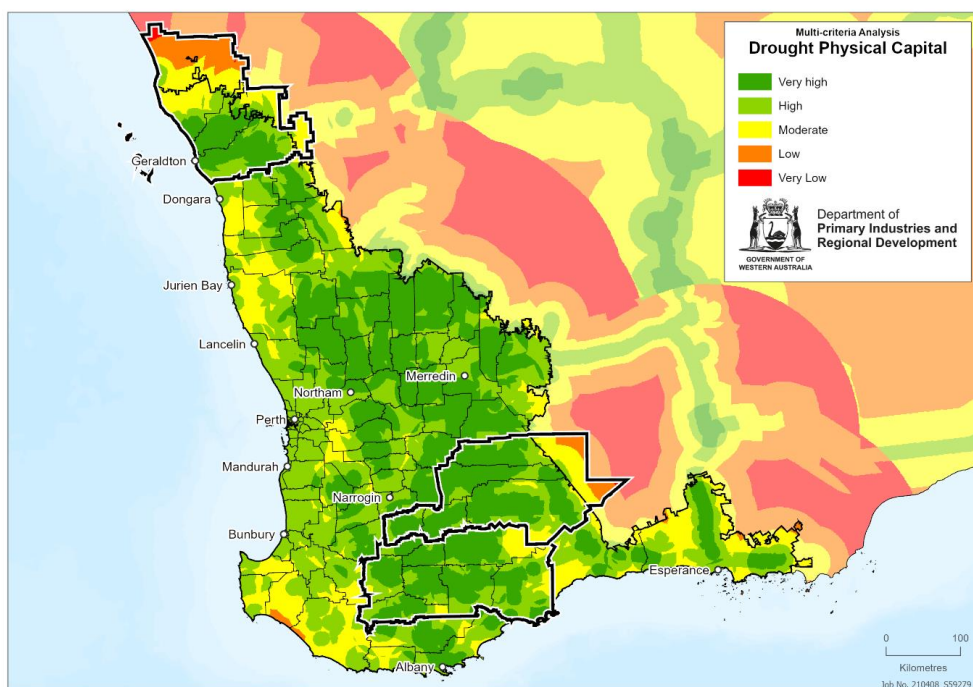 Multi-criteria Analysis
Drought Physical Capital
Very high
High
Moderate
Low
Very Low
Department of
Primary Industries and
Regional Development
GOVERNMENT OF
WESTERN AUSTRALIA
Geraldton
Dongara
Jurien Bay
Lancelin
Merredin
Northam
Perth
Mandurah
Narrogin
Bunbury
Esperance
Albany
0 100
Kilometres
Job No. 210408_S59279